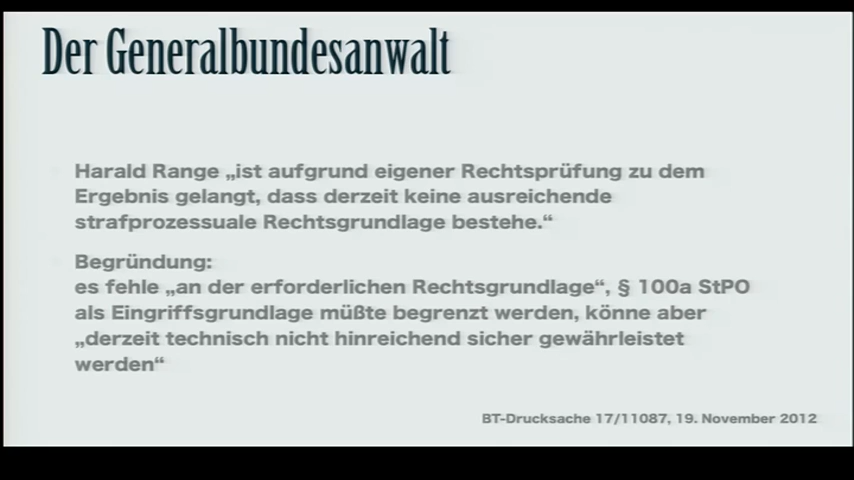 Der Generalbundesanwalt
Harald Range „ist aufgrund eigener Rechtsprüfung zu dem
Ergebnis gelangt, dass derzeit keine ausreichende
strafprozessuale Rechtsgrundlage bestehe.“
Begründung:
es fehle „an der erforderlichen Rechtsgrundlage“, § 100a StPO
als Eingriffsgrundlage müßte begrenzt werden, könne aber
„derzeit technisch nicht hinreichend sicher gewährleistet
werden“
BT-Drucksache 17/11087, 19. November 2012